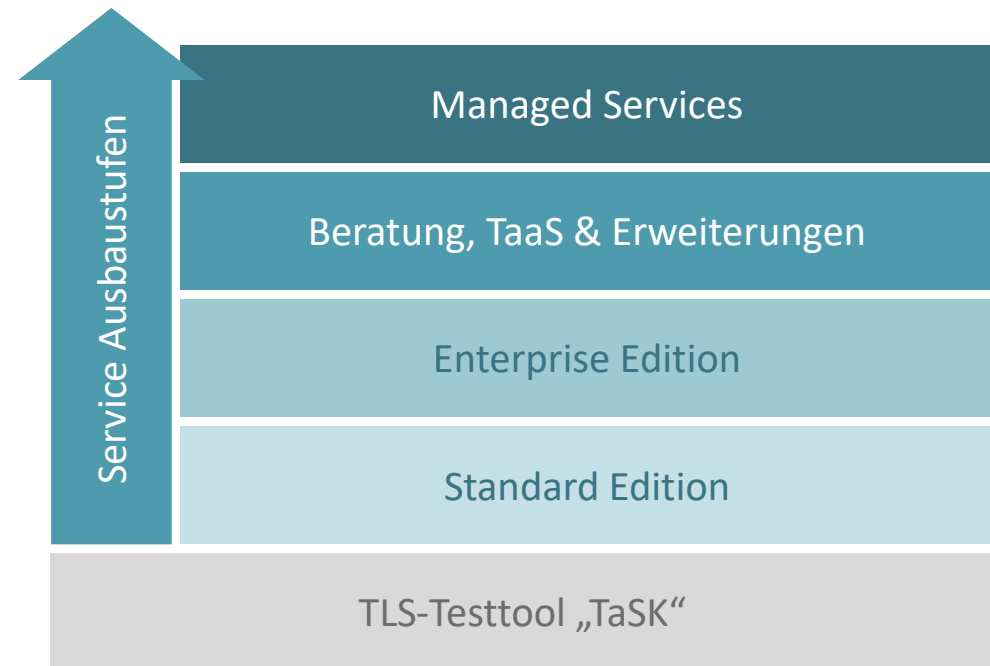 Service Ausbaustufen
Managed Services
Beratung, TaaS & Erweiterungen
Enterprise Edition
Standard Edition
TLS-Testtool „TaSK“